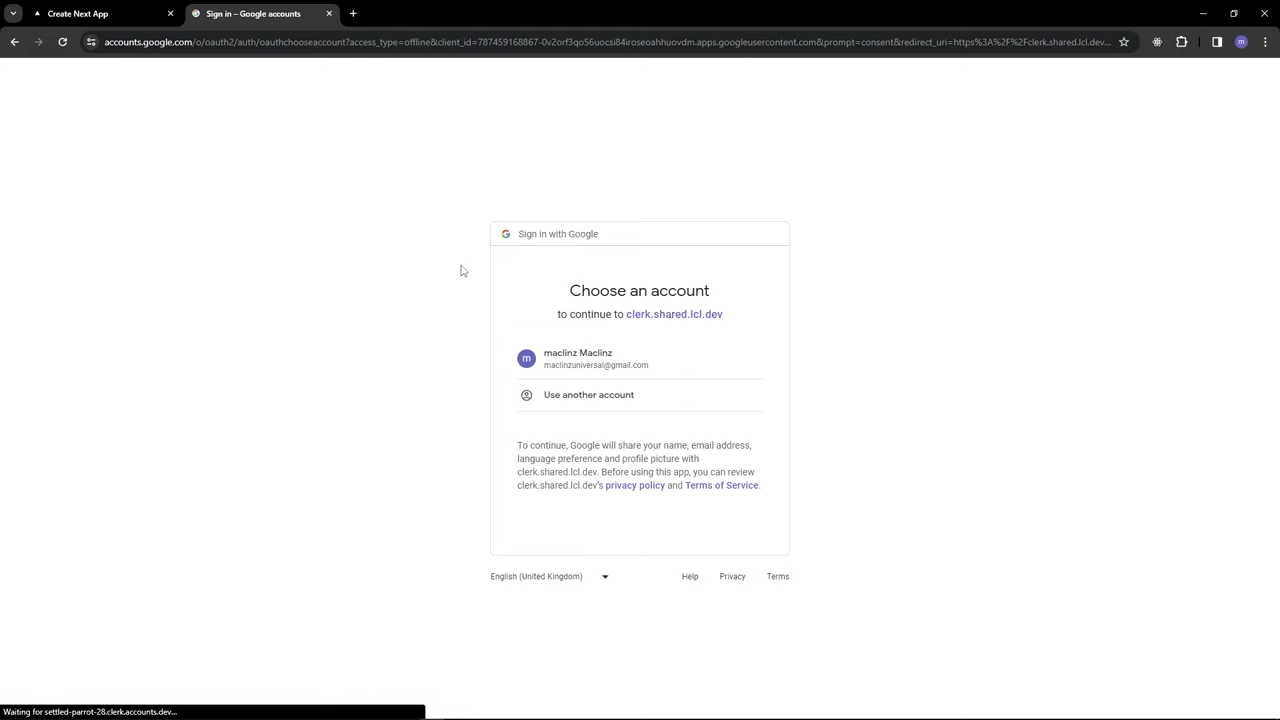 Create Next App
Sign in – Google accounts
accounts.google.com/o/oauth2/auth/oauthchooseaccount?access_type=offline&client_id=787459168867-0v2orf3qo56uocsi84iroseoahhuovdm.apps.googleusercontent.com&prompt=consent&redirect_uri=https%3A%2F%2Fclerk.shared.lcl.dev...
m
Sign in with Google
Choose an account
to continue to clerk.shared.lcl.dev
m
maclinz Maclinz
maclinzuniversal@gmail.com
Use another account
To continue, Google will share your name, email address,
language preference and profile picture with
clerk.shared.lcl.dev. Before using this app, you can review
clerk.shared.lcl.dev's privacy policy and Terms of Service.
English (United Kingdom)
Help
Privacy
Terms
Waiting for settled-parrot-28.clerk.accounts.dev...